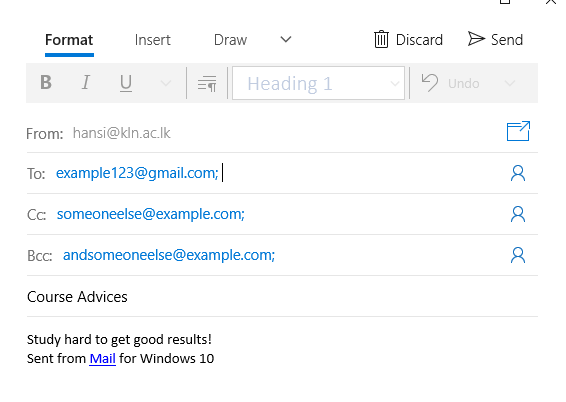 Format Insert Draw Discard Send
B I U Heading 1 Undo
From: hansi@kln.ac.lk
To: example123@gmail.com;
Cc: someoneelse@example.com;
Bcc: andsomeoneelse@example.com;
Course Advices
Study hard to get good results!
Sent from Mail for Windows 10